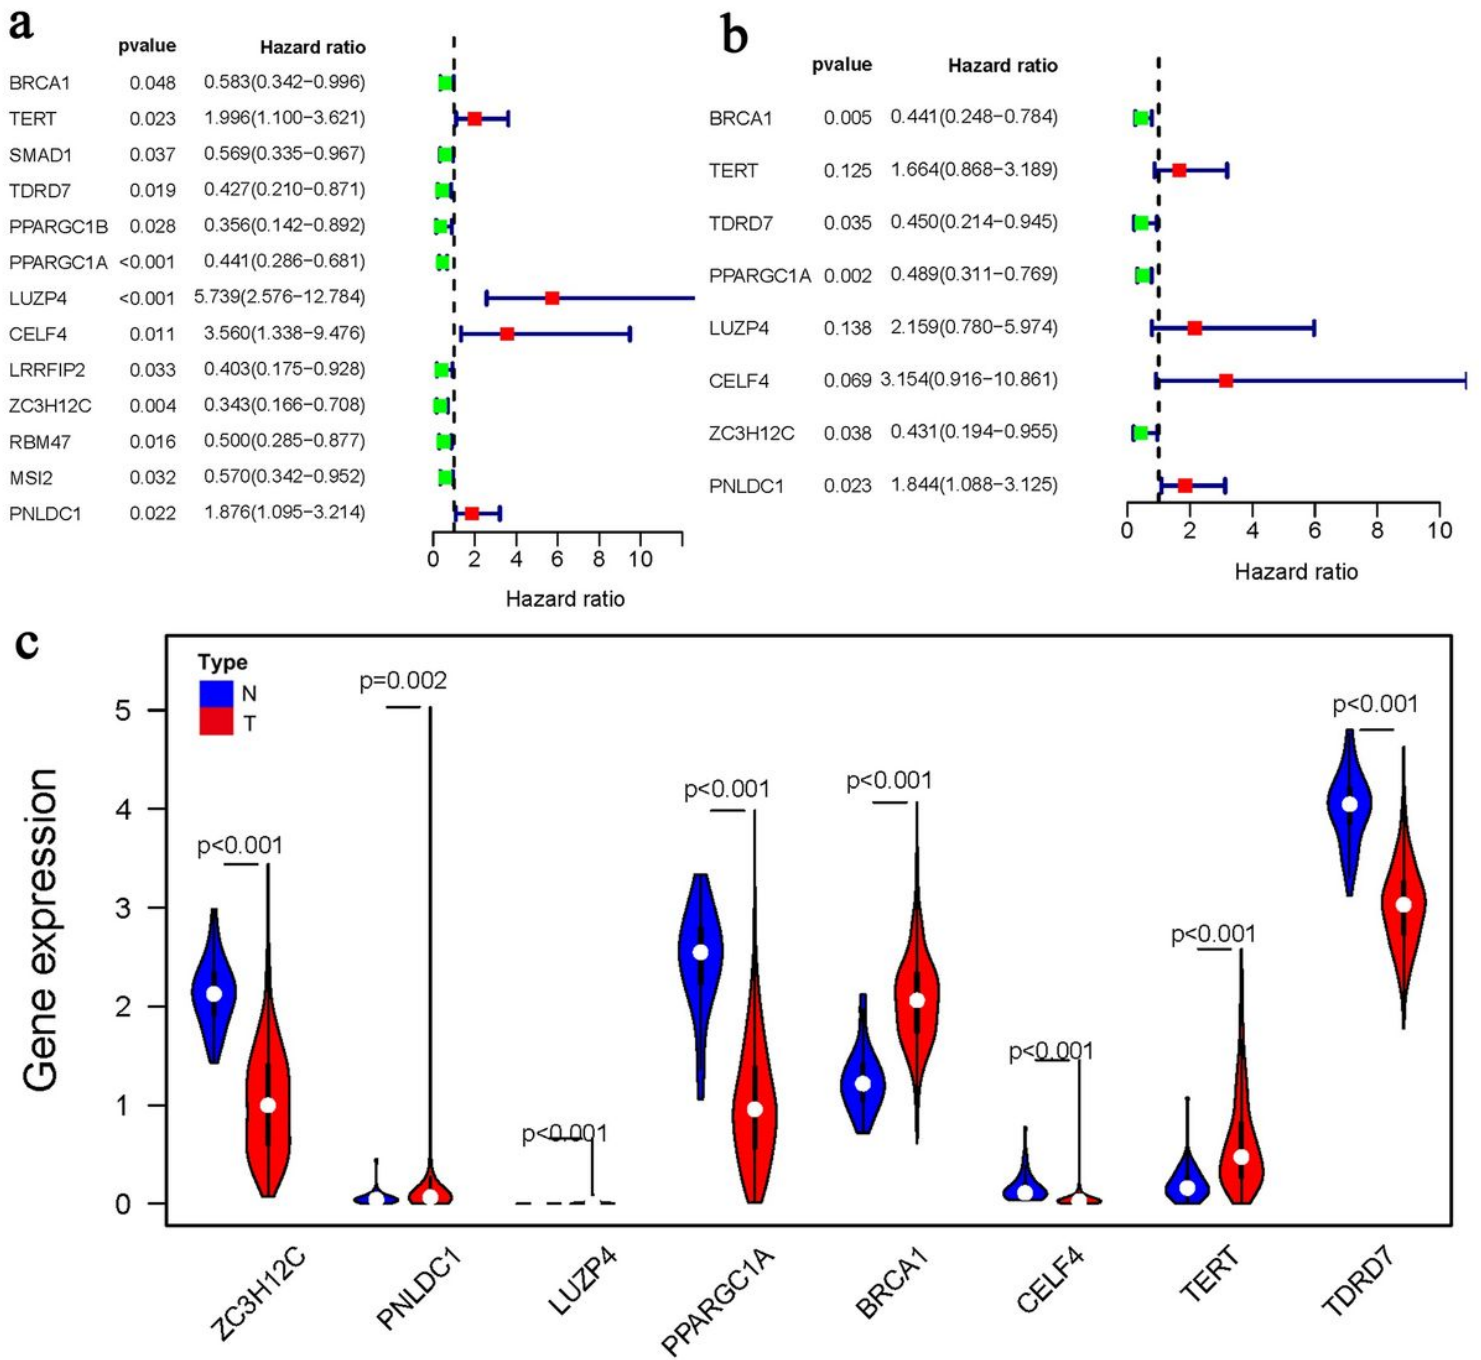 a
pvalue Hazard ratio
BRCA1 0.048 0.583(0.342−0.996)
TERT 0.023 1.996(1.100−3.621)
SMAD1 0.037 0.569(0.335−0.967)
TDRD7 0.019 0.427(0.210−0.871)
PPARGC1B 0.028 0.356(0.142−0.892)
PPARGC1A <0.001 0.441(0.286−0.681)
LUZP4 <0.001 5.739(2.576−12.784)
CELF4 0.011 3.560(1.338−9.476)
LRRFIP2 0.033 0.403(0.175−0.928)
ZC3H12C 0.004 0.343(0.166−0.708)
RBM47 0.016 0.500(0.285−0.877)
MSI2 0.032 0.570(0.342−0.952)
PNLDC1 0.022 1.876(1.095−3.214)
0 2 4 6 8 10
Hazard ratio
b
pvalue Hazard ratio
BRCA1 0.005 0.441(0.248−0.784)
TERT 0.125 1.664(0.868−3.189)
TDRD7 0.035 0.450(0.214−0.945)
PPARGC1A 0.002 0.489(0.311−0.769)
LUZP4 0.138 2.159(0.780−5.974)
CELF4 0.069 3.154(0.916−10.861)
ZC3H12C 0.038 0.431(0.194−0.955)
PNLDC1 0.023 1.844(1.088−3.125)
0 2 4 6 8 10
Hazard ratio
c
Type
N
T
Gene expression
5
4
3
2
1
0
p<0.001
p=0.002
p<0.001
p<0.001
p<0.001
p<0.001
p<0.001
p<0.001
ZC3H12C
PNLDC1
LUZP4
PPARGC1A
BRCA1
CELF4
TERT
TDRD7